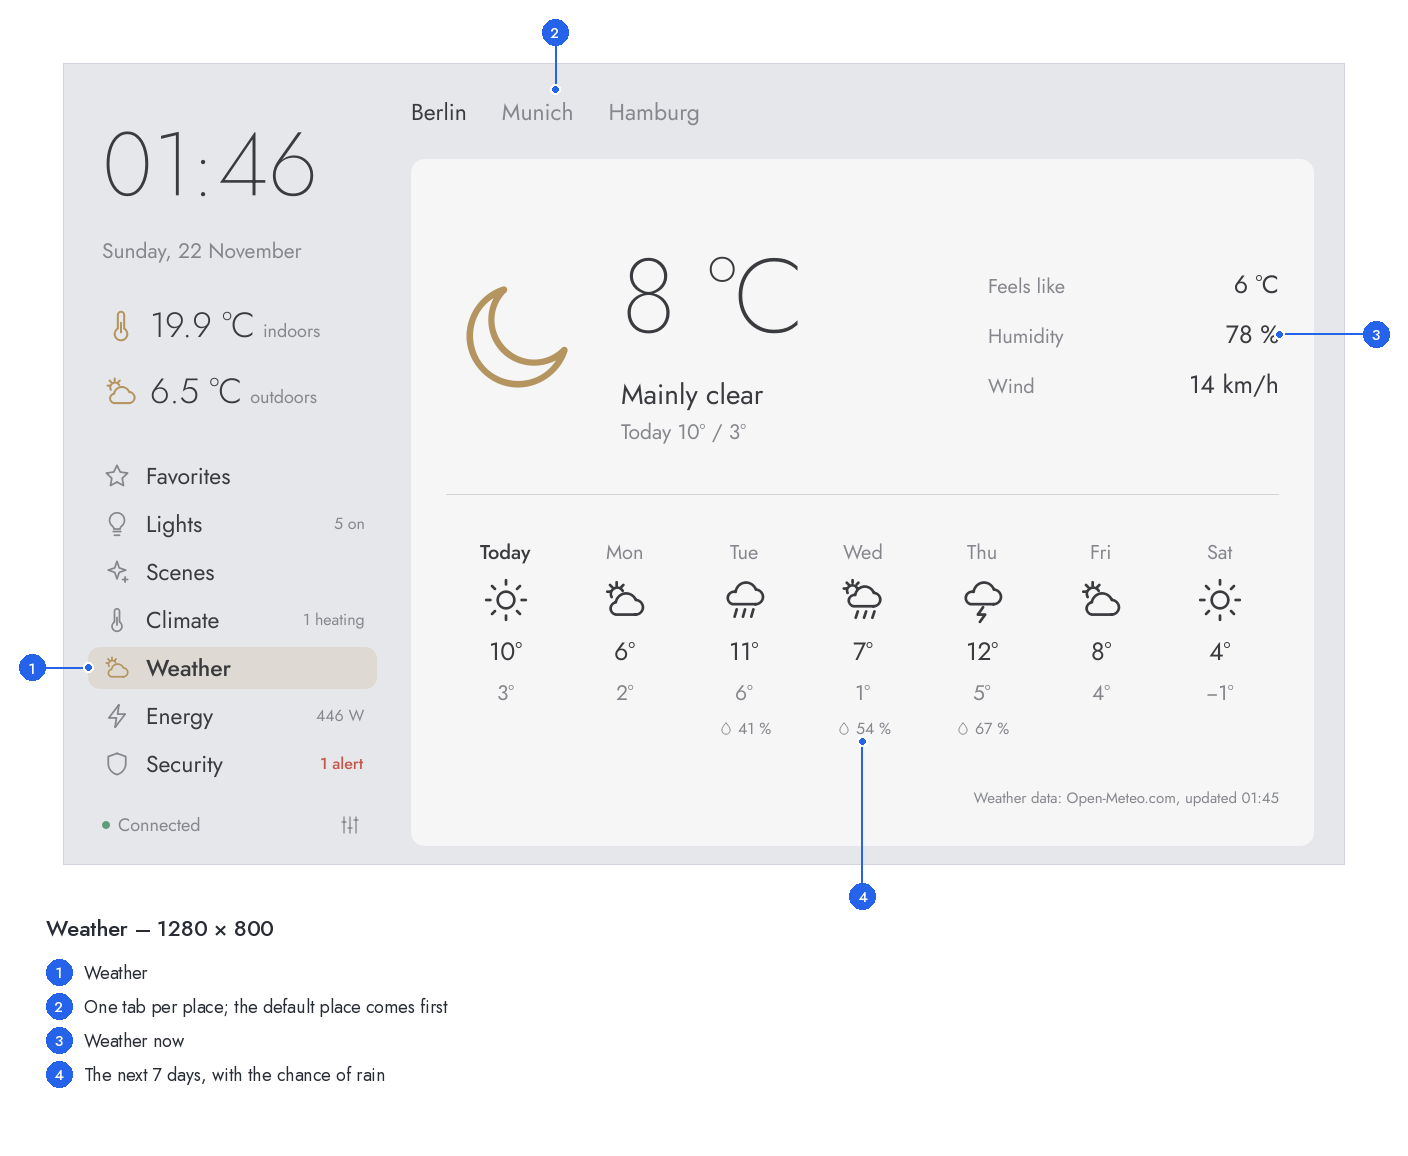 2
Berlin Munich Hamburg
01:46
Sunday, 22 November
19.9 °C indoors
6.5 °C outdoors
Favorites
Lights 5 on
Scenes
Climate 1 heating
1 Weather
Energy 446 W
Security 1 alert
Connected
8 °C
Mainly clear
Today 10° / 3°
Feels like 6 °C
Humidity 78 % 3
Wind 14 km/h
Today Mon Tue Wed Thu Fri Sat
10° 6° 11° 7° 12° 8° 4°
3° 2° 6° 1° 5° 4° −1°
41 % 54 % 67 %
Weather data: Open-Meteo.com, updated 01:45
4
Weather – 1280 × 800
1 Weather
2 One tab per place; the default place comes first
3 Weather now
4 The next 7 days, with the chance of rain